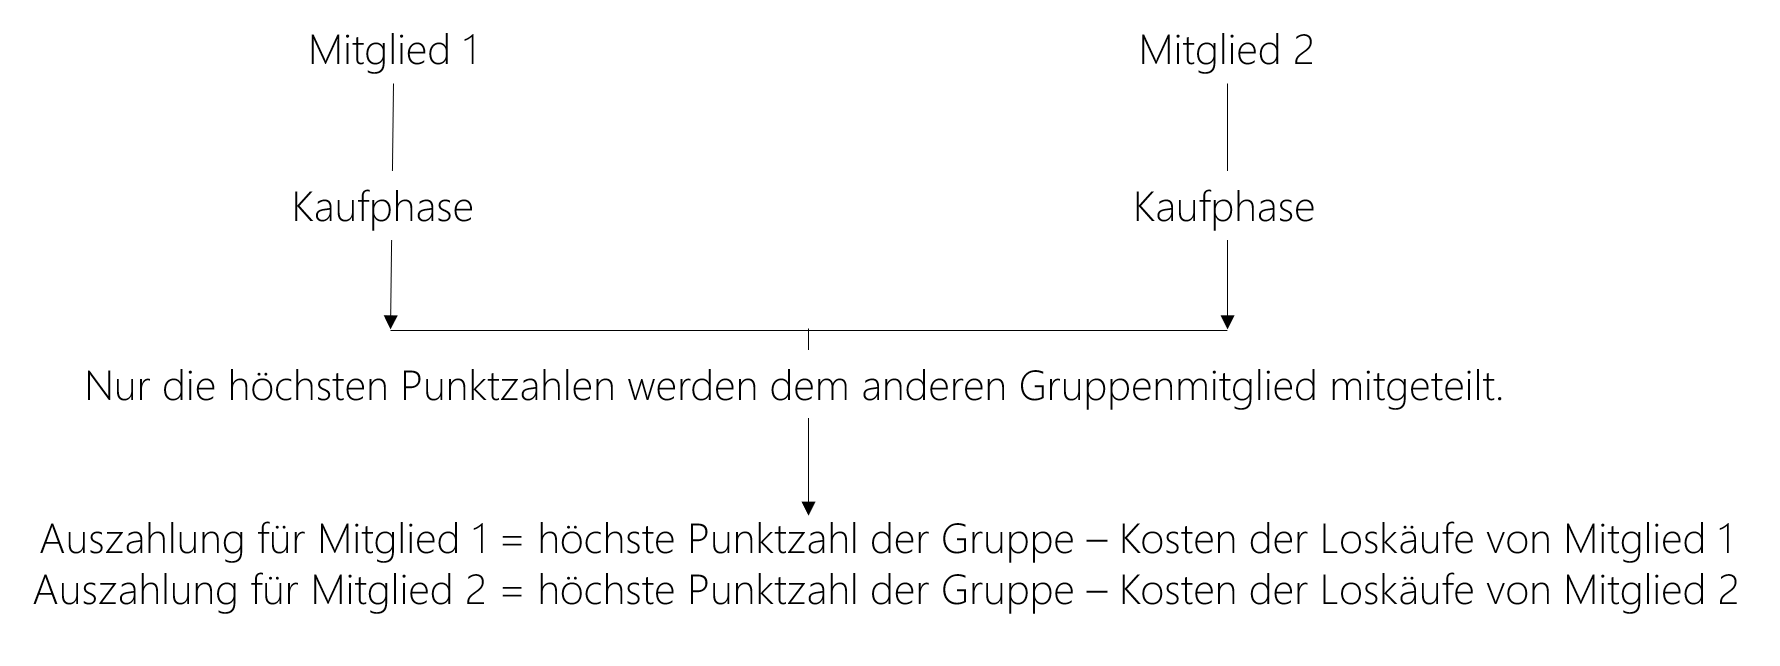 Mitglied 1
Mitglied 2
Kaufphase
Kaufphase
Nur die höchsten Punktzahlen werden dem anderen Gruppenmitglied mitgeteilt.
Auszahlung für Mitglied 1 = höchste Punktzahl der Gruppe – Kosten der Loskäufe von Mitglied 1
Auszahlung für Mitglied 2 = höchste Punktzahl der Gruppe – Kosten der Loskäufe von Mitglied 2